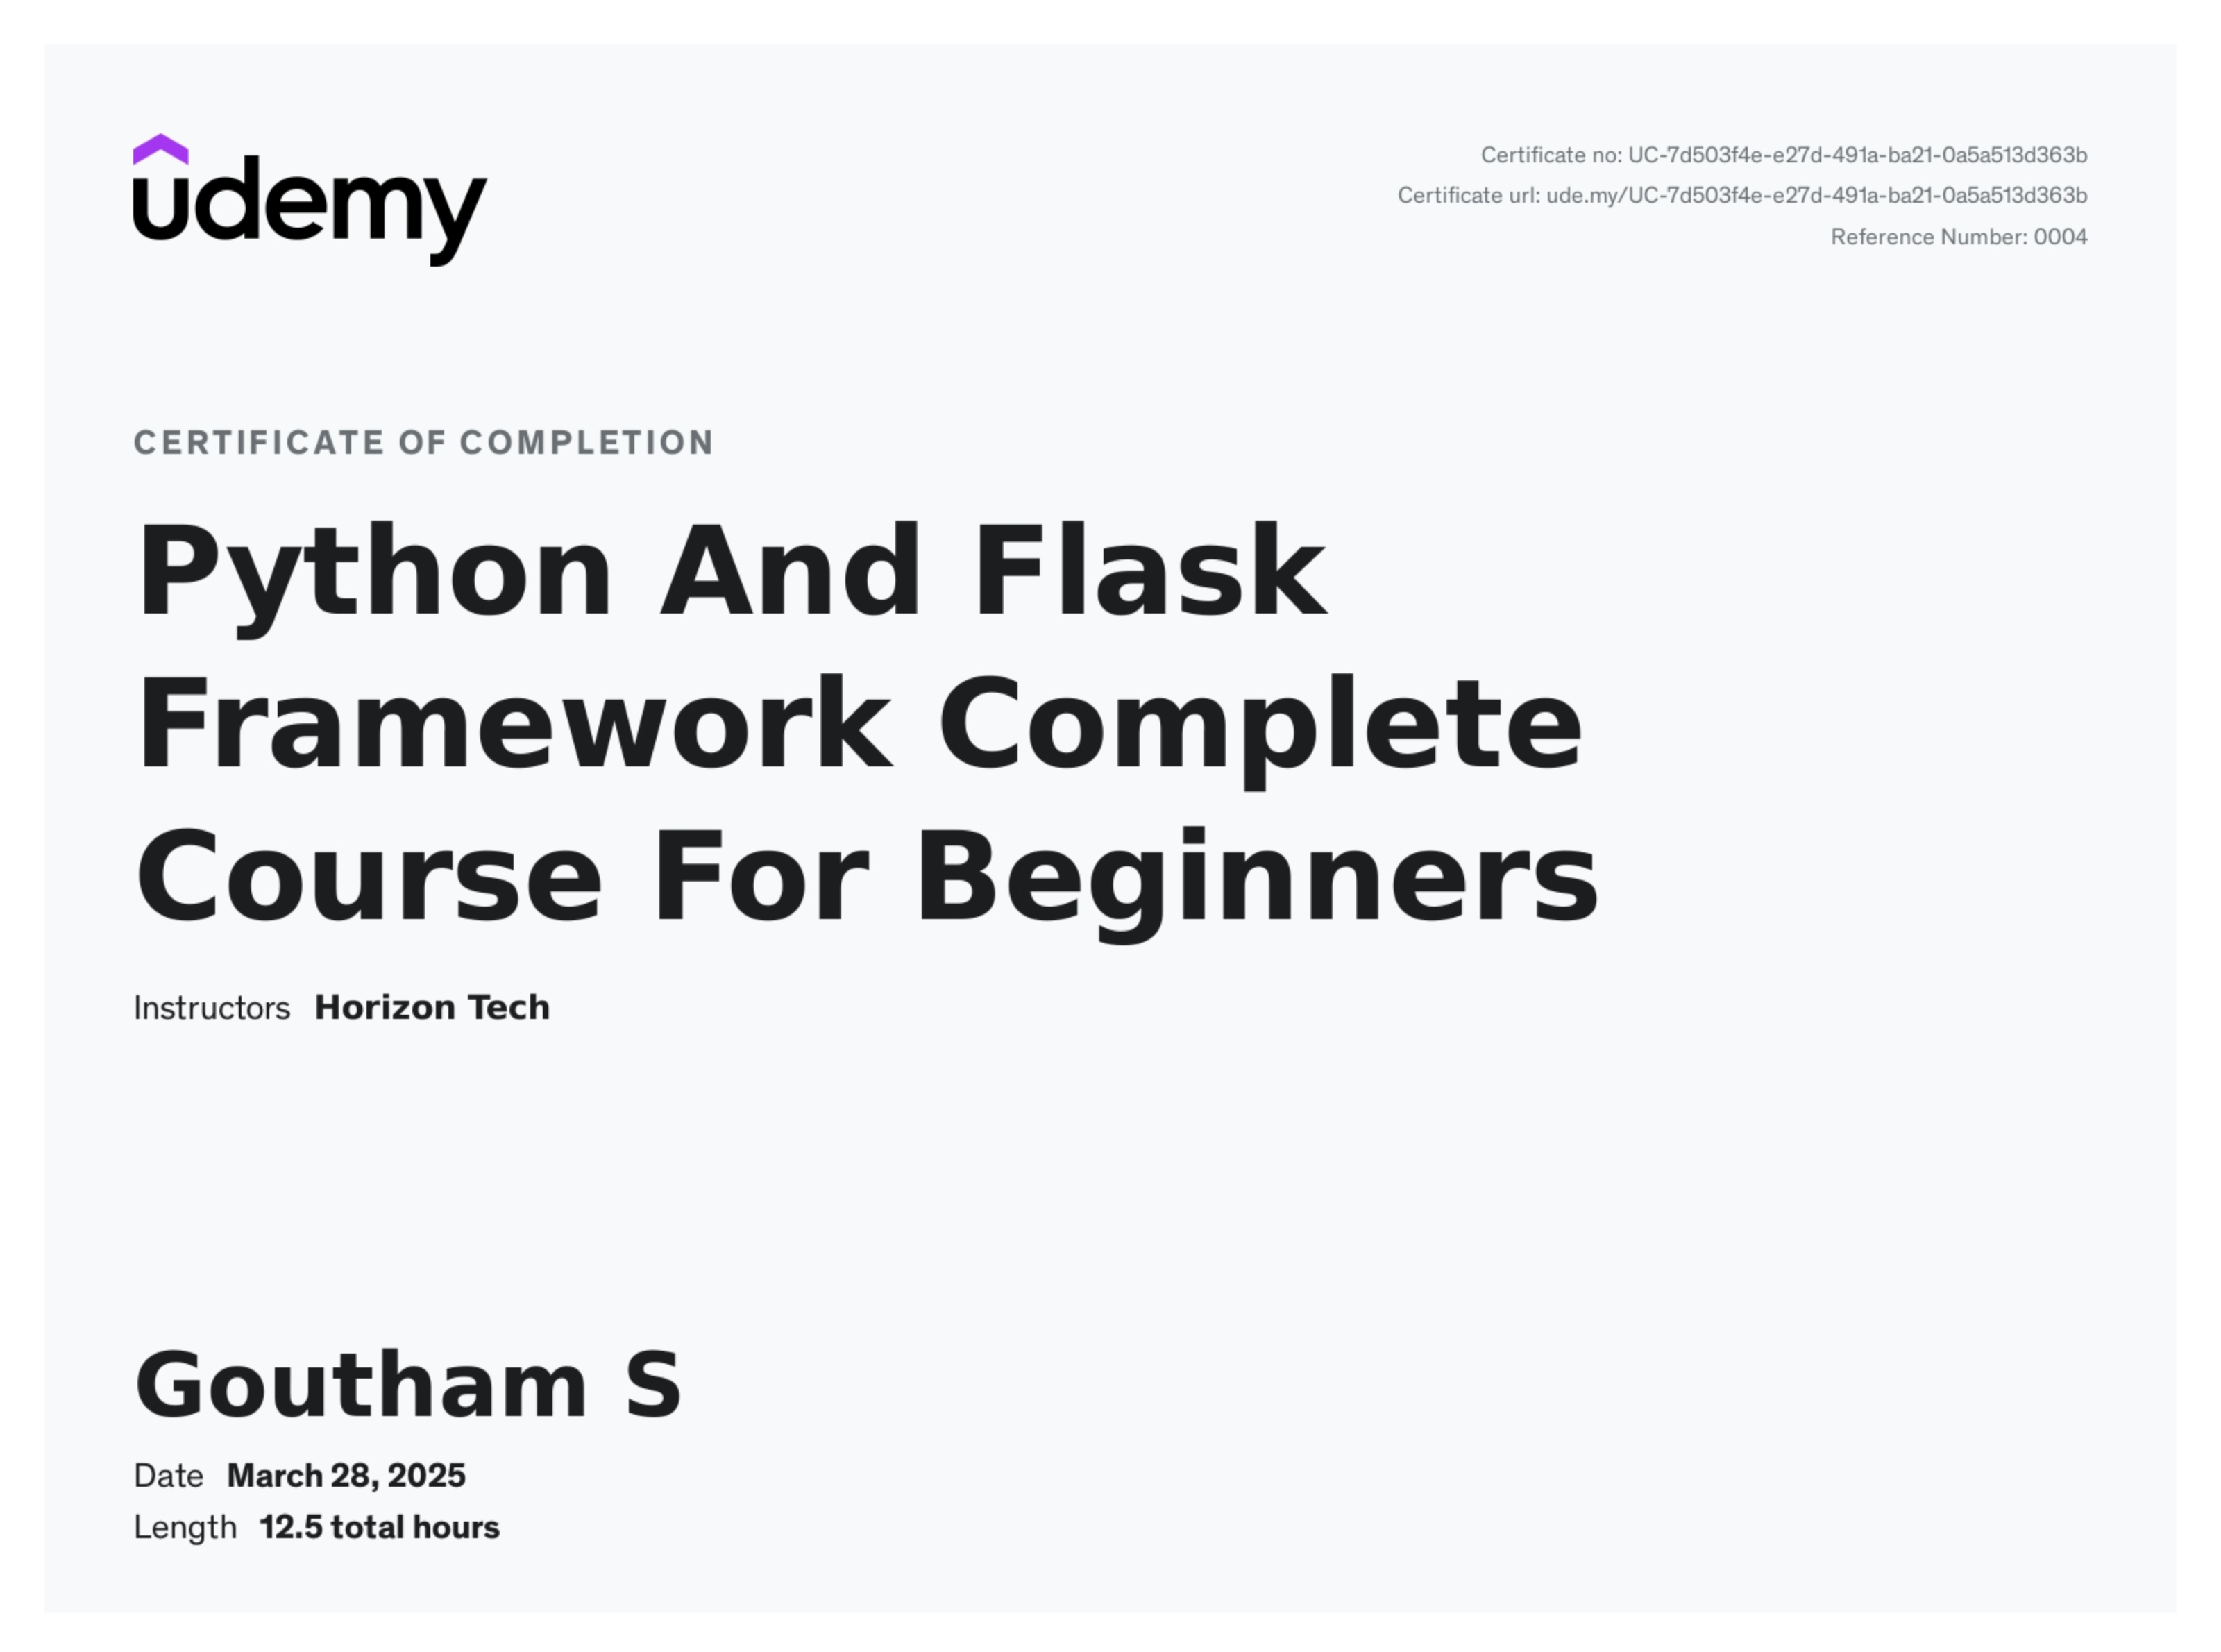 udemy
Certificate no: UC-7d503f4e-e27d-491a-ba21-0a5a513d363b
Certificate url: ude.my/UC-7d503f4e-e27d-491a-ba21-0a5a513d363b
Reference Number: 0004
CERTIFICATE OF COMPLETION
Python And Flask
Framework Complete
Course For Beginners
Instructors Horizon Tech
Goutham S
Date March 28, 2025
Length 12.5 total hours